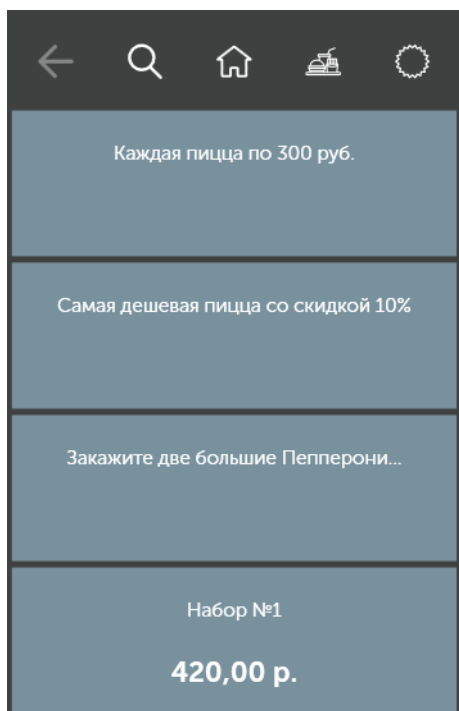 Каждая пицца по 300 руб.
Самая дешевая пицца со скидкой 10%
Закажите две большие Пепперони...
Набор №1
420,00 р.